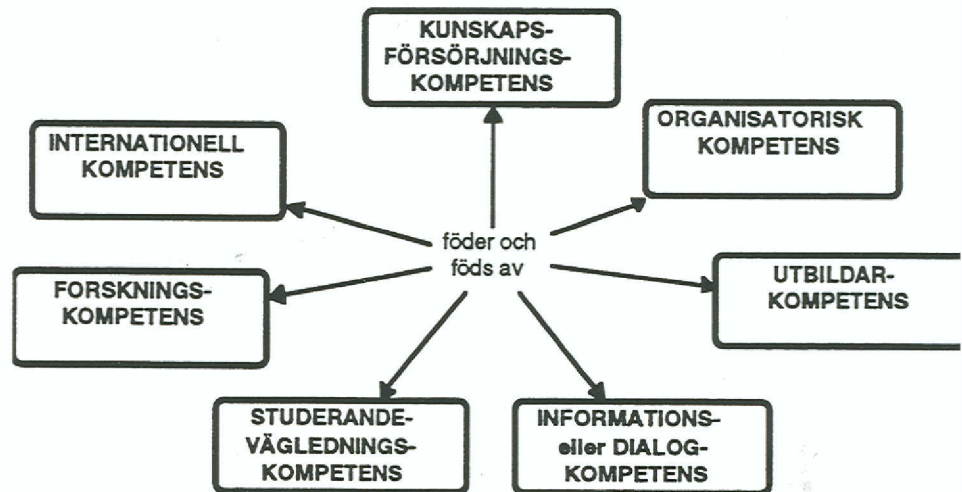 KUNSKAPS-
FÖRSÖRJNINGS-
KOMPETENS
ORGANISATORISK
KOMPETENS
INTERNATIONELL
KOMPETENS
föder och
föds av
UTBILDAR-
KOMPETENS
FORSKNINGS-
KOMPETENS
STUDERANDE-
VÄGLEDNINGS-
KOMPETENS
INFORMATIONS-
eller DIALOG-
KOMPETENS